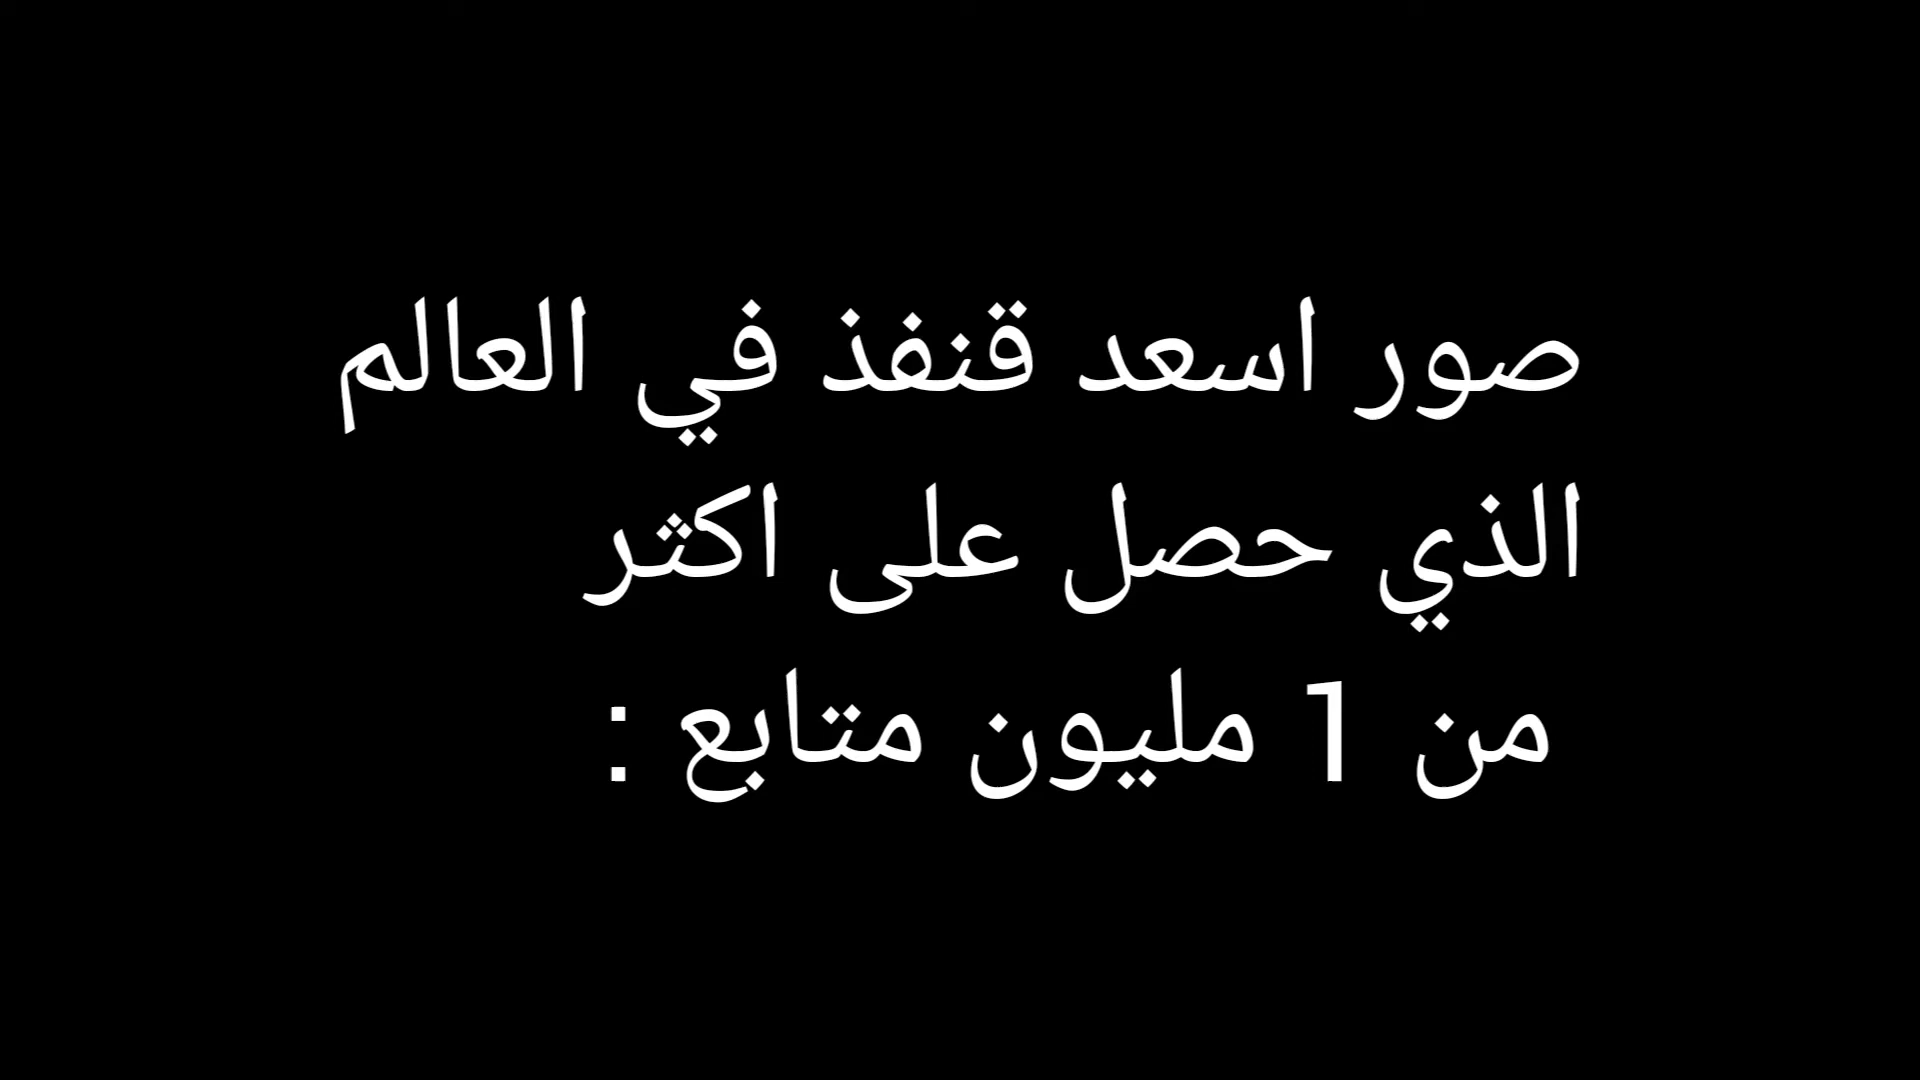 صور اسعد قنفذ في العالم
الذي حصل على اكثر
من 1 مليون متابع :